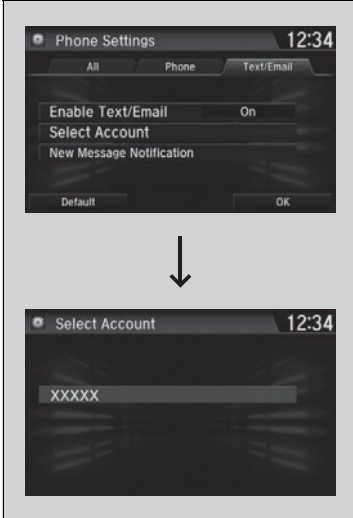 Phone Settings 12:34
All Phone Text/Email
Enable Text/Email On
Select Account
New Message Notification
Default OK
Select Account 12:34
XXXXX